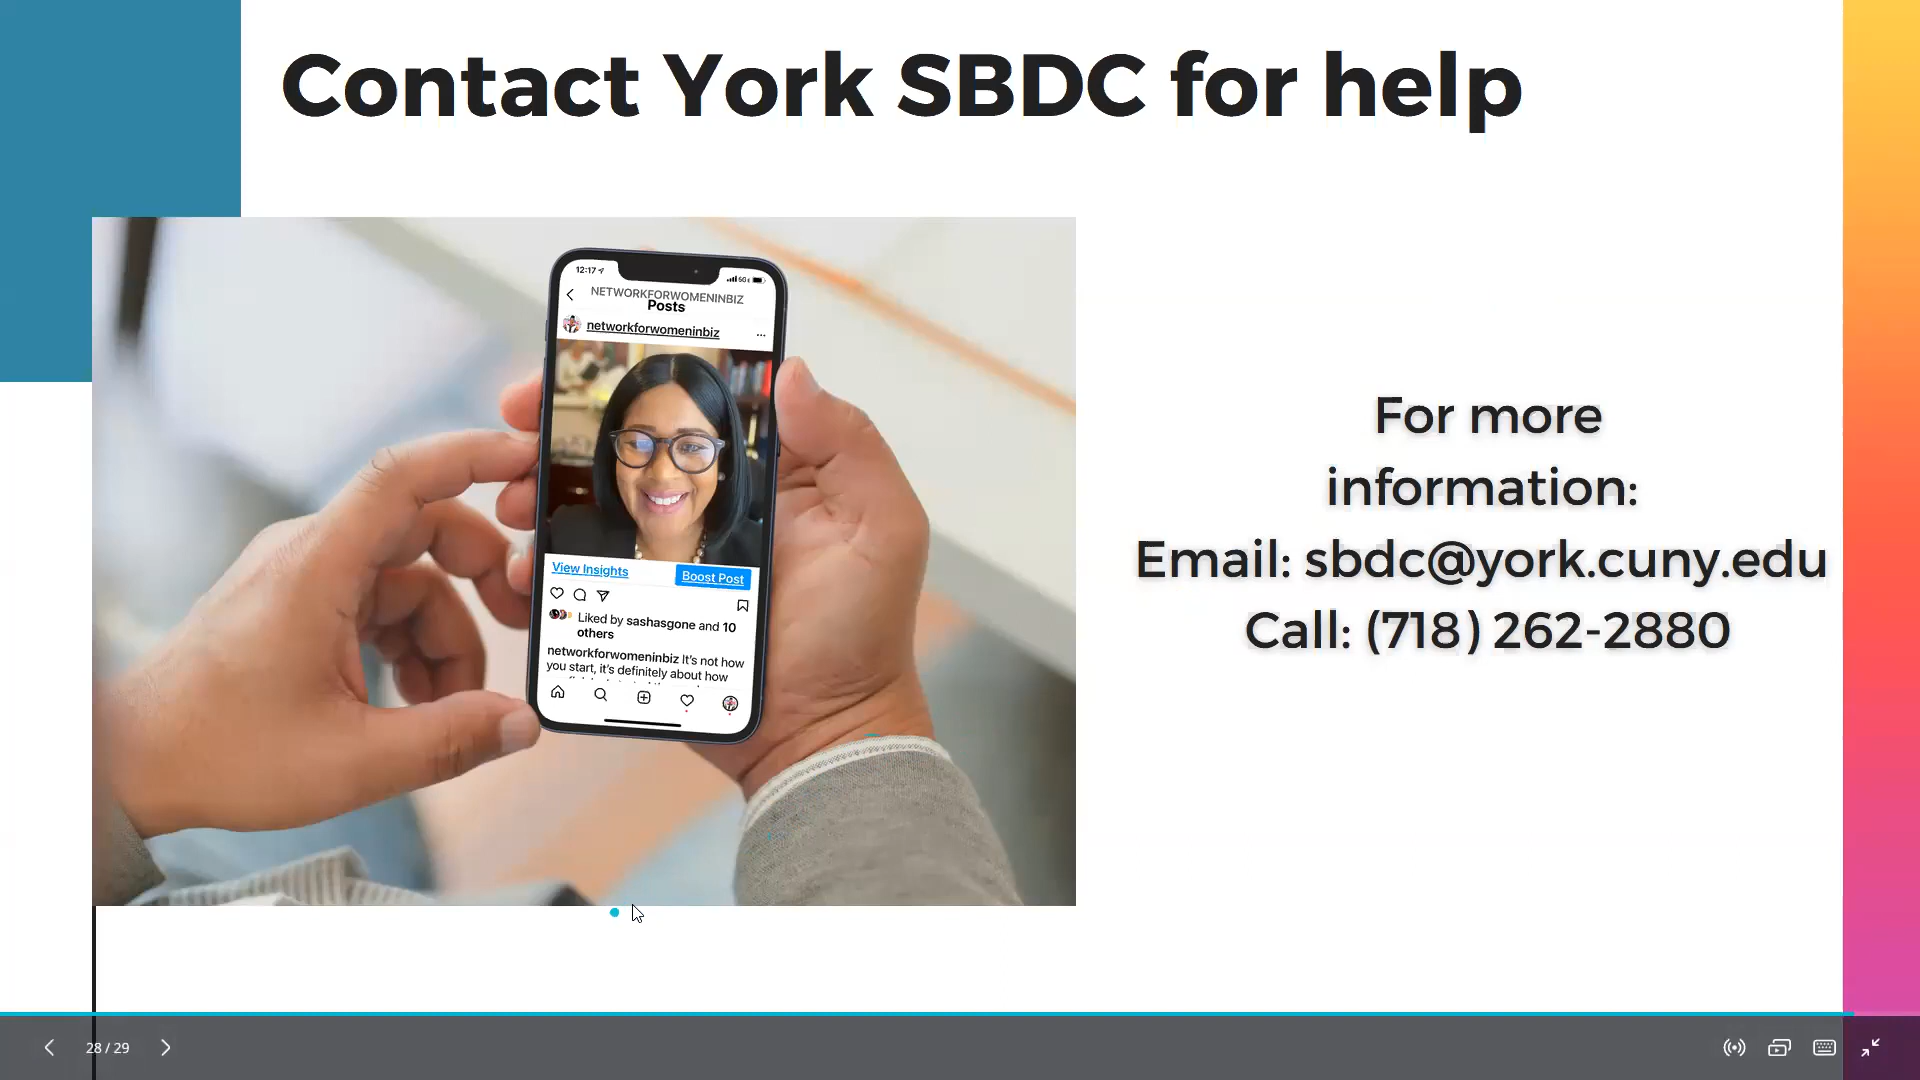 Contact York SBDC for help
12:17
NETWORKFORWOMENINBIZ
Posts
networkforwomeninbiz
View Insights
Boost Post
Liked by sashasgone and 10
others
networkforwomeninbiz It's not how
you start, it's definitely about how
For more
information:
Email: sbdc@york.cuny.edu
Call: (718) 262-2880
28 / 29